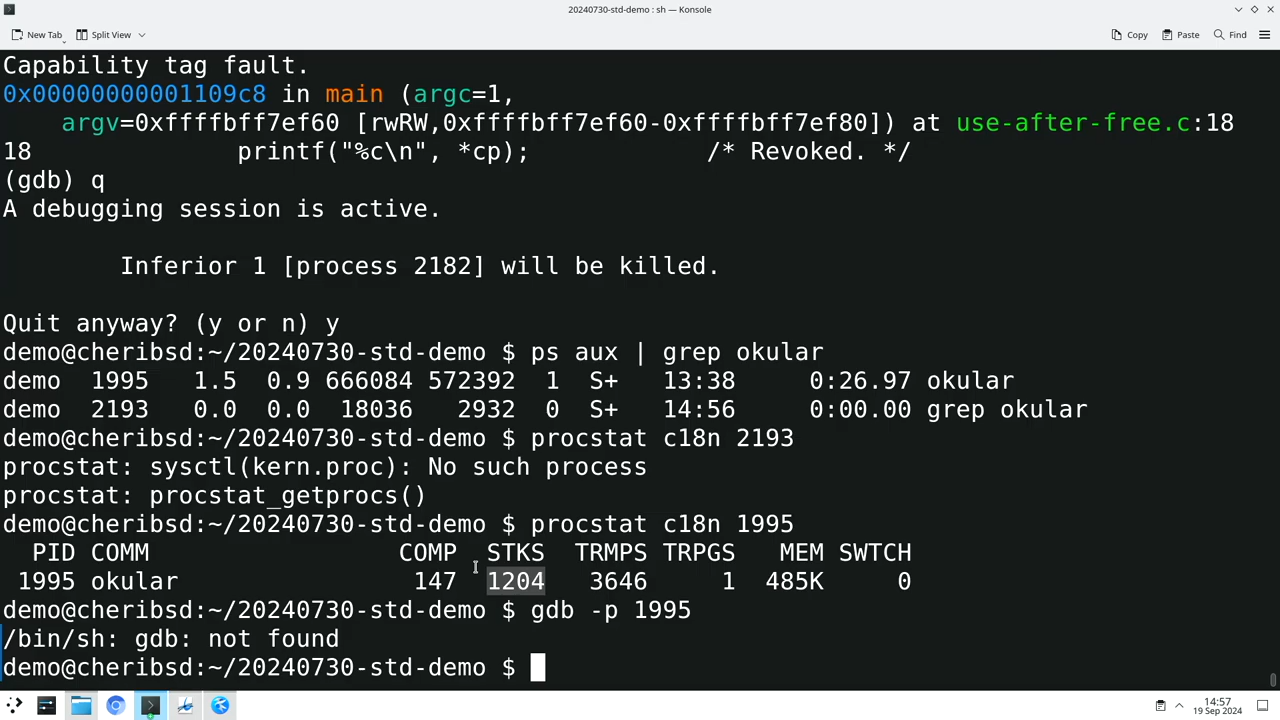 20240730-std-demo : sh — Konsole
New Tab Split View Copy Paste Find
Capability tag fault.
0x00000000001109c8 in main (argc=1,
    argv=0xffffbff7ef60 [rwRW,0xffffbff7ef60-0xffffbff7ef80]) at use-after-free.c:18
18              printf("%c\n", *cp);            /* Revoked. */
(gdb) q
A debugging session is active.
        Inferior 1 [process 2182] will be killed.
Quit anyway? (y or n) y
demo@cheribsd:~/20240730-std-demo $ ps aux | grep okular
demo  1995   1.5  0.9 666084 572392  1  S+   13:38     0:26.97 okular
demo  2193   0.0  0.0  18036   2932  0  S+   14:56     0:00.00 grep okular
demo@cheribsd:~/20240730-std-demo $ procstat c18n 2193
procstat: sysctl(kern.proc): No such process
procstat: procstat_getprocs()
demo@cheribsd:~/20240730-std-demo $ procstat c18n 1995
  PID COMM                 COMP  STKS  TRMPS TRPGS   MEM SWTCH
 1995 okular                147  1204   3646     1  485K     0
demo@cheribsd:~/20240730-std-demo $ gdb -p 1995
/bin/sh: gdb: not found
demo@cheribsd:~/20240730-std-demo $
14:57
19 Sep 2024